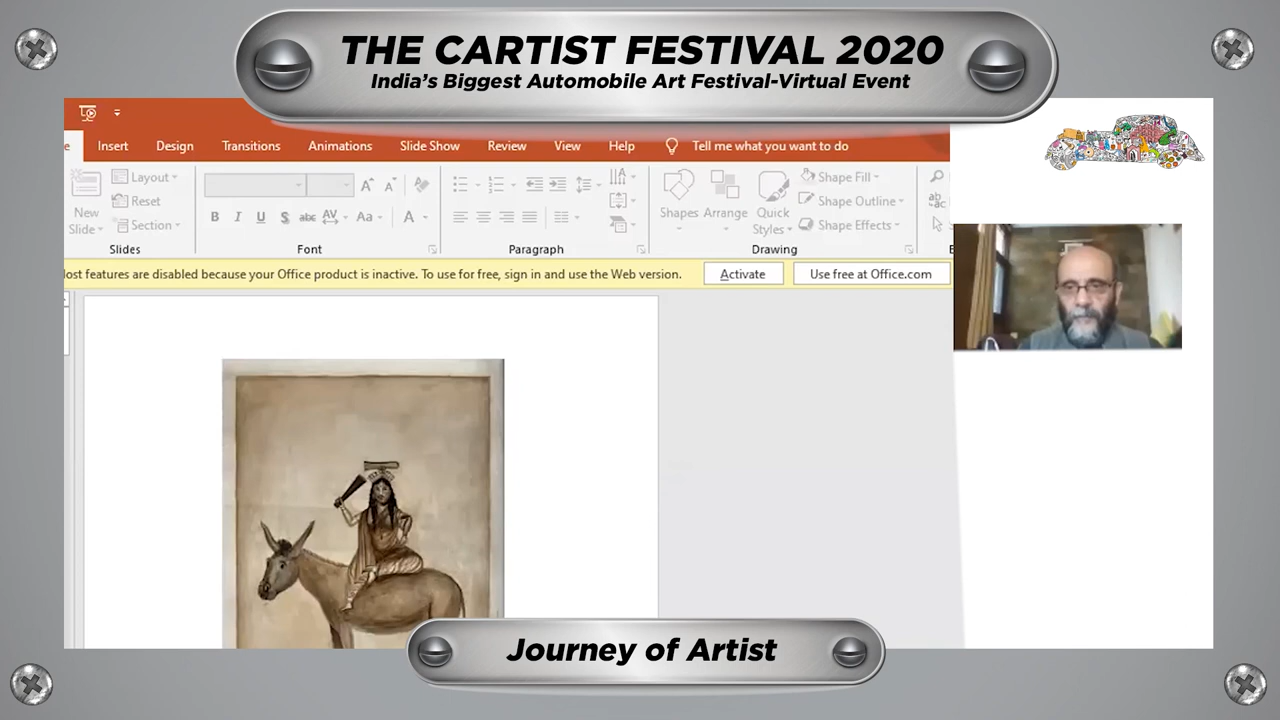 THE CARTIST FESTIVAL 2020
India's Biggest Automobile Art Festival-Virtual Event
e Insert Design Transitions Animations Slide Show Review View Help Tell me what you want to do
New Slide
Layout
Reset
Section
B I U S abc AV Aa A
Shapes Arrange Quick Styles
Shape Fill
Shape Outline
Shape Effects
Slides Font Paragraph Drawing
ost features are disabled because your Office product is inactive. To use for free, sign in and use the Web version. Activate Use free at Office.com
Journey of Artist